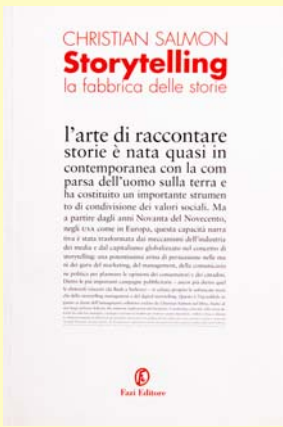 CHRISTIAN SALMON
Storytelling
la fabbrica delle storie
l'arte di raccontare
storie è nata quasi in
contemporanea con la com
parsa dell'uomo sulla terra e
ha costituito un importante strumen
to di condivisione dei valori sociali. Ma
a partire dagli anni Novanta del Novecento,
negli USA come in Europa, questa capacità narra
tiva è stata trasformata dai meccanismi dell'industria
dei media e dal capitalismo globalizzato nel concetto di
storytelling: una potentissima arma di persuasione nelle ma
ni dei guru del marketing, del management, della comunicazio
ne politica per plasmare le opinioni dei consumatori e dei cittadini.
Fazi Editore